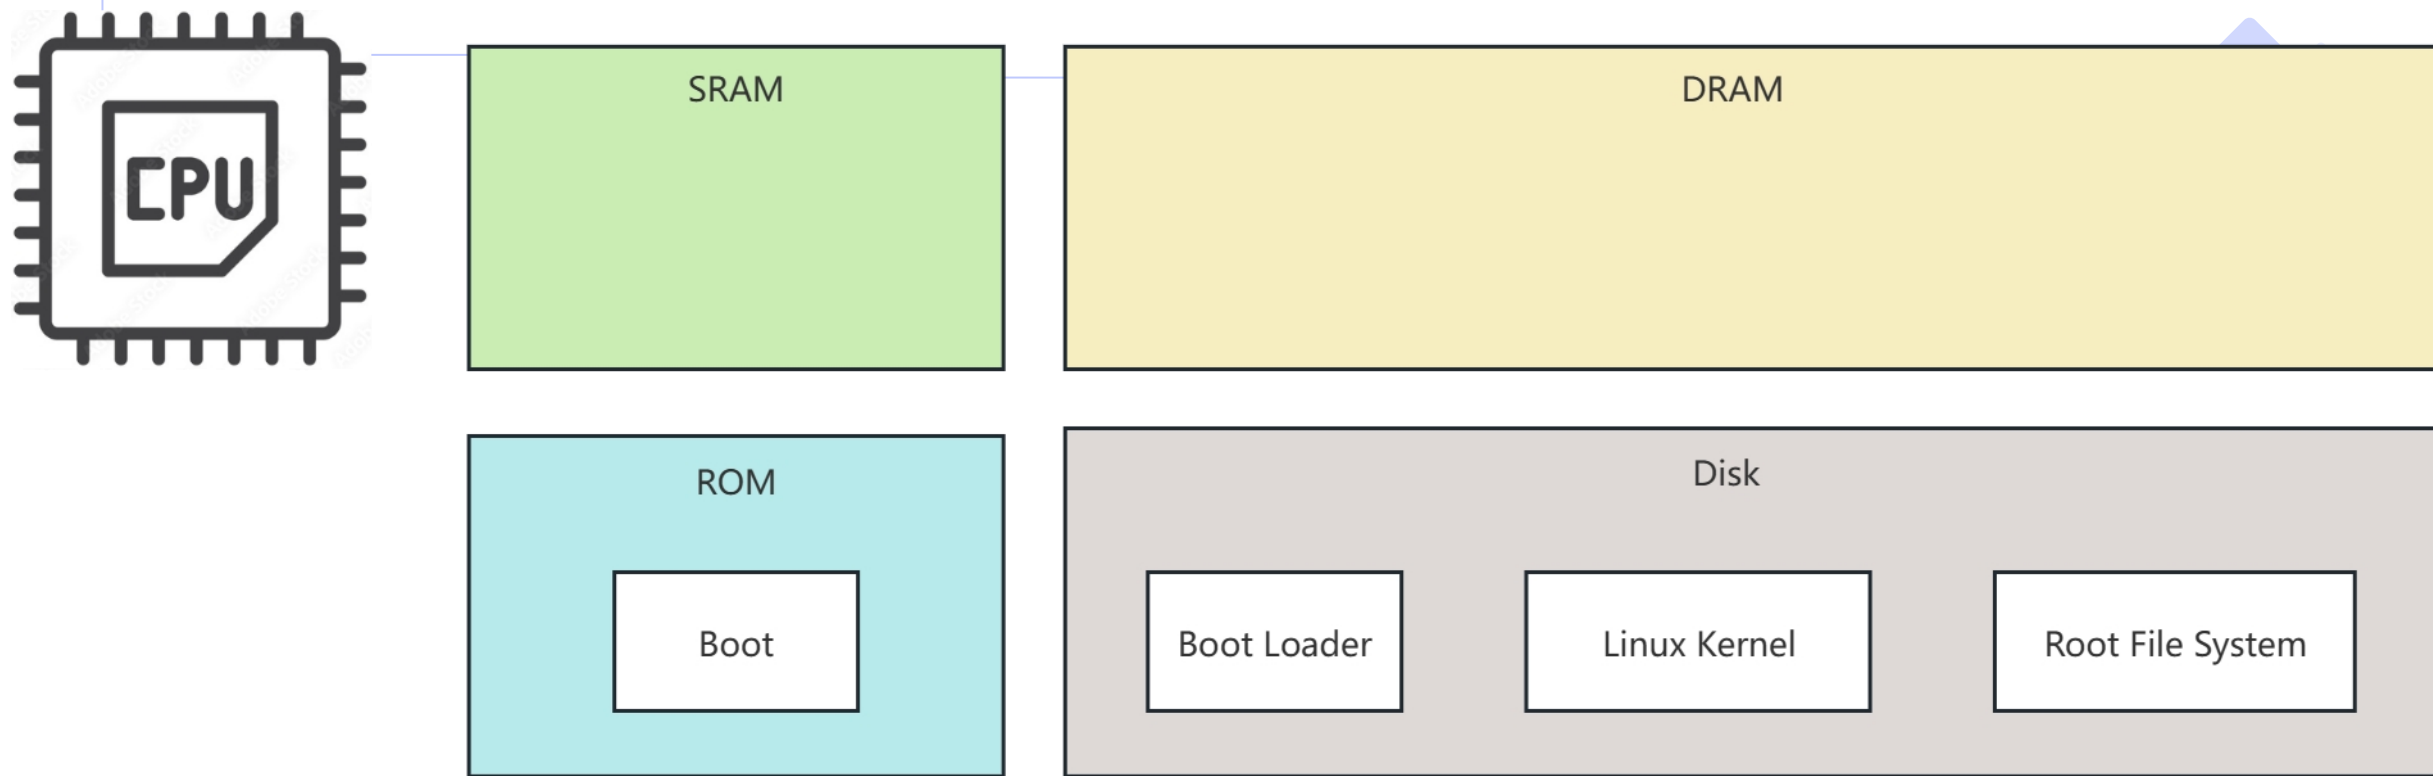 CPU
SRAM
DRAM
ROM
Disk
Boot
Boot Loader
Linux Kernel
Root File System